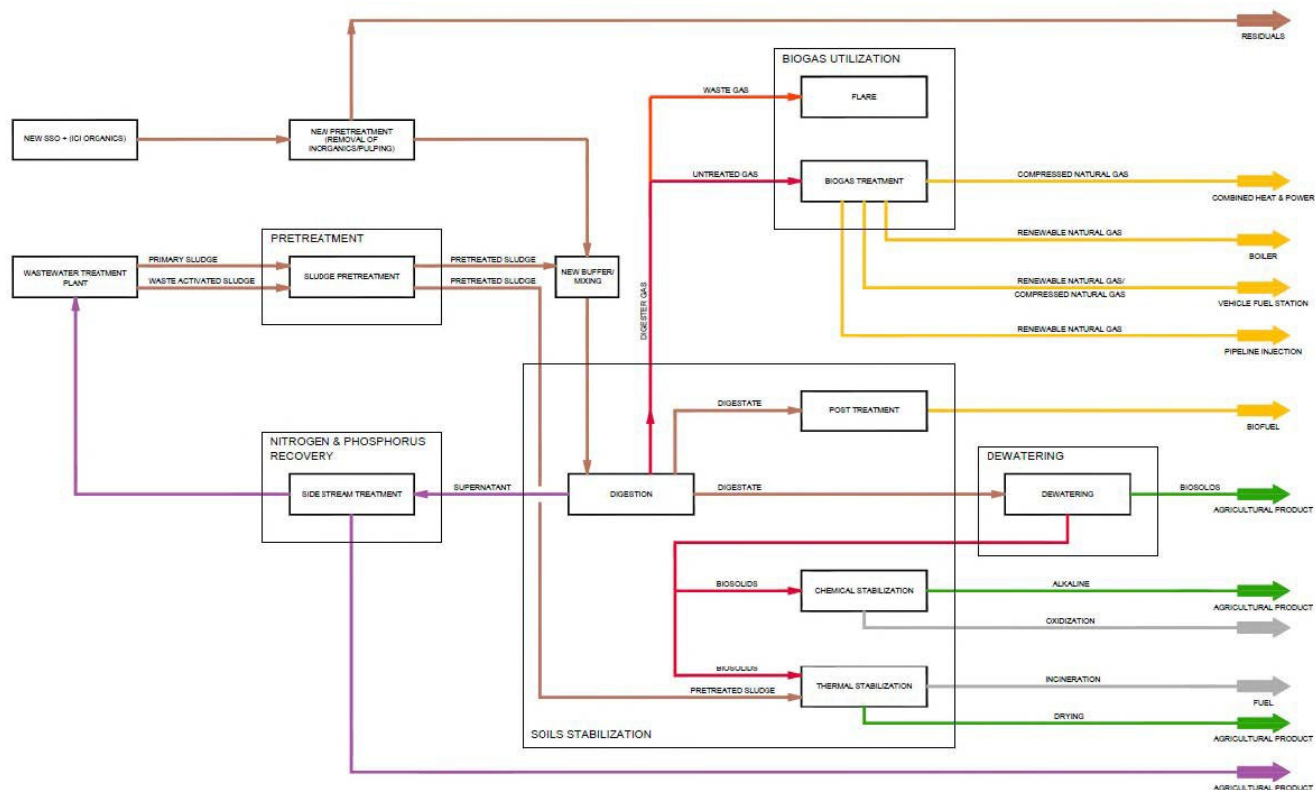 RESIDUALS
BIOGAS UTILIZATION
WASTE GAS
FLARE
NEW SSO + (ICI ORGANICS)
NEW PRETREATMENT
(REMOVAL OF
INORGANICS/PULPING)
UNTREATED GAS
BIOGAS TREATMENT
COMPRESSED NATURAL GAS
COMBINED HEAT & POWER
RENEWABLE NATURAL GAS
BOILER
PRETREATMENT
PRIMARY SLUDGE
WASTEWATER TREATMENT
PLANT
WASTE ACTIVATED SLUDGE
SLUDGE PRETREATMENT
PRETREATED SLUDGE
PRETREATED SLUDGE
NEW BUFFER/
MIXING
DIGESTER GAS
RENEWABLE NATURAL GAS/
COMPRESSED NATURAL GAS
VEHICLE FUEL STATION
RENEWABLE NATURAL GAS
PIPELINE INJECTION
DIGESTATE
POST TREATMENT
BIOFUEL
NITROGEN & PHOSPHORUS
RECOVERY
SIDE STREAM TREATMENT
SUPERNATANT
DIGESTION
DIGESTATE
DEWATERING
DEWATERING
BIOSOLOS
AGRICULTURAL PRODUCT
BIOSOLIDS
CHEMICAL STABILIZATION
ALKALINE
AGRICULTURAL PRODUCT
OXIDIZATION
BIOSOLIDS
PRETREATED SLUDGE
THERMAL STABILIZATION
INCINERATION
FUEL
DRYING
AGRICULTURAL PRODUCT
SOILS STABILIZATION
AGRICULTURAL PRODUCT